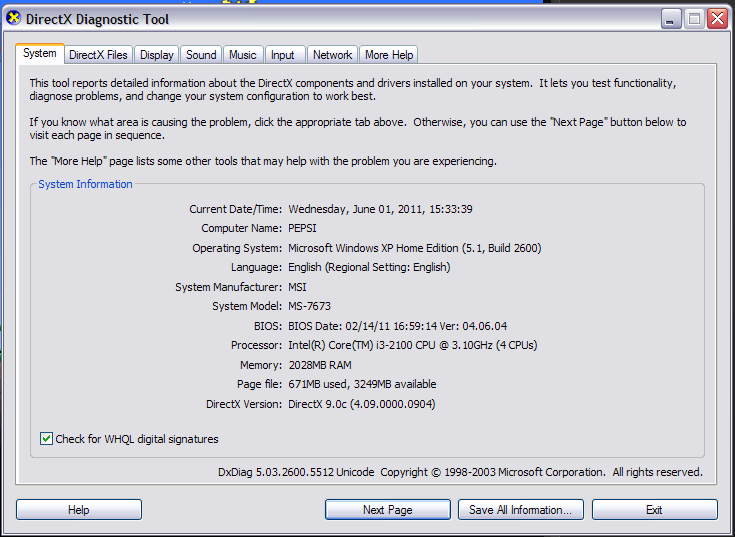 DirectX Diagnostic Tool
System DirectX Files Display Sound Music Input Network More Help
This tool reports detailed information about the DirectX components and drivers installed on your system. It lets you test functionality,
diagnose problems, and change your system configuration to work best.
If you know what area is causing the problem, click the appropriate tab above. Otherwise, you can use the "Next Page" button below to
visit each page in sequence.
The "More Help" page lists some other tools that may help with the problem you are experiencing.
System Information
Current Date/Time: Wednesday, June 01, 2011, 15:33:39
Computer Name: PEPSI
Operating System: Microsoft Windows XP Home Edition (5.1, Build 2600)
Language: English (Regional Setting: English)
System Manufacturer: MSI
System Model: MS-7673
BIOS: BIOS Date: 02/14/11 16:59:14 Ver: 04.06.04
Processor: Intel(R) Core(TM) i3-2100 CPU @ 3.10GHz (4 CPUs)
Memory: 2028MB RAM
Page file: 671MB used, 3249MB available
DirectX Version: DirectX 9.0c (4.09.0000.0904)
Check for WHQL digital signatures
DxDiag 5.03.2600.5512 Unicode Copyright © 1998-2003 Microsoft Corporation. All rights reserved.
Help Next Page Save All Information... Exit